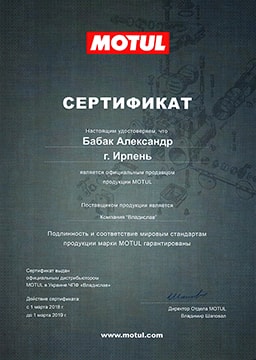 MOTUL
СЕРТИФИКАТ
Настоящим удостоверяем, что
Бабак Александр
г. Ирпень
является официальным продавцом
продукции MOTUL
Поставщиком продукции является
Компания "Владислав"
Подлинность и соответствие мировым стандартам
продукции марки MOTUL гарантированы
Сертификат выдан
официальным дистрибьютором
MOTUL в Украине ЧПФ «Владислав»
Действие сертификата
с 1 марта 2018 г
до 1 марта 2019 г
Директор Отдела MOTUL
Владимир Шаповал
www.motul.com